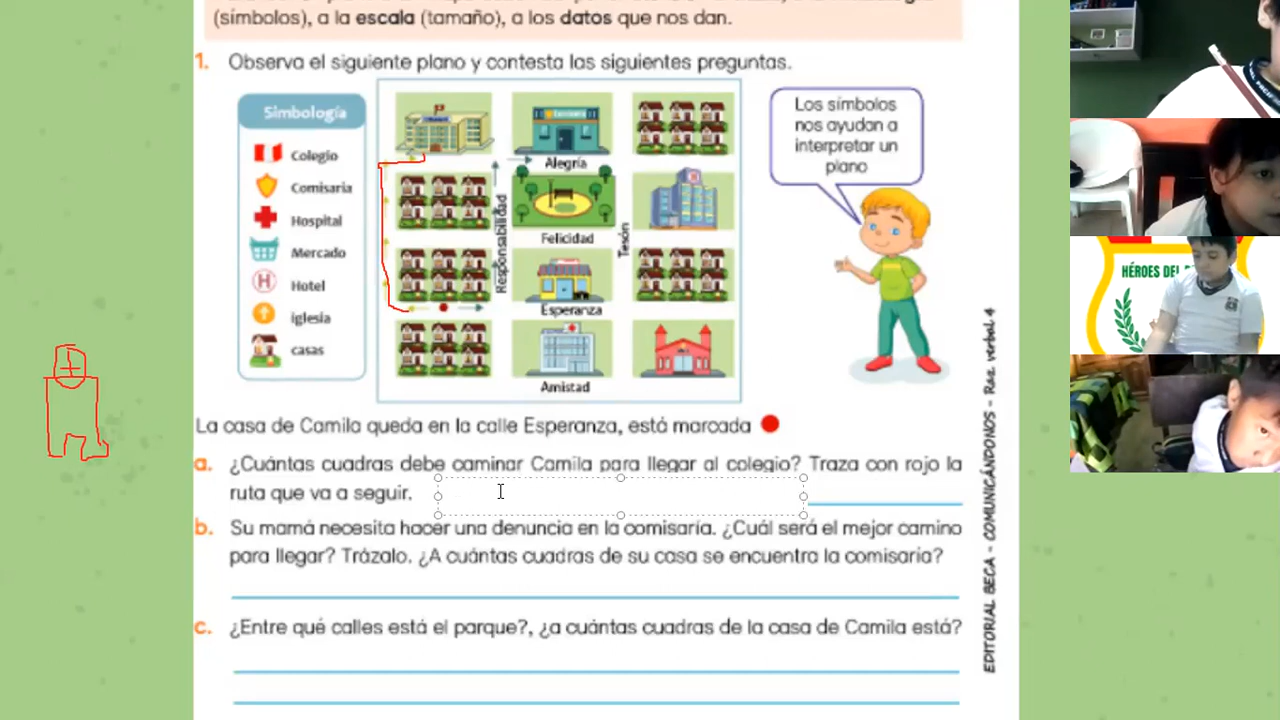 (símbolos), a la escala (tamaño), a los datos que nos dan.
1. Observa el siguiente plano y contesta las siguientes preguntas.
Simbología
Colegio
Comisaria
Hospital
Mercado
Hotel
iglesia
casas
Alegría
Responsabilidad
Felicidad
Tesón
Esperanza
Amistad
Los símbolos
nos ayudan a
interpretar un
plano
La casa de Camila queda en la calle Esperanza, está marcada
a. ¿Cuántas cuadras debe caminar Camila para llegar al colegio? Traza con rojo la
ruta que va a seguir.
b. Su mamá necesita hacer una denuncia en la comisaría. ¿Cuál será el mejor camino
para llegar? Trázalo. ¿A cuántas cuadras de su casa se encuentra la comisaría?
c. ¿Entre qué calles está el parque?, ¿a cuántas cuadras de la casa de Camila está?
EDITORIAL BECA - COMUNICÁNDONOS - Raz. verbal 4
HÉROES DEL